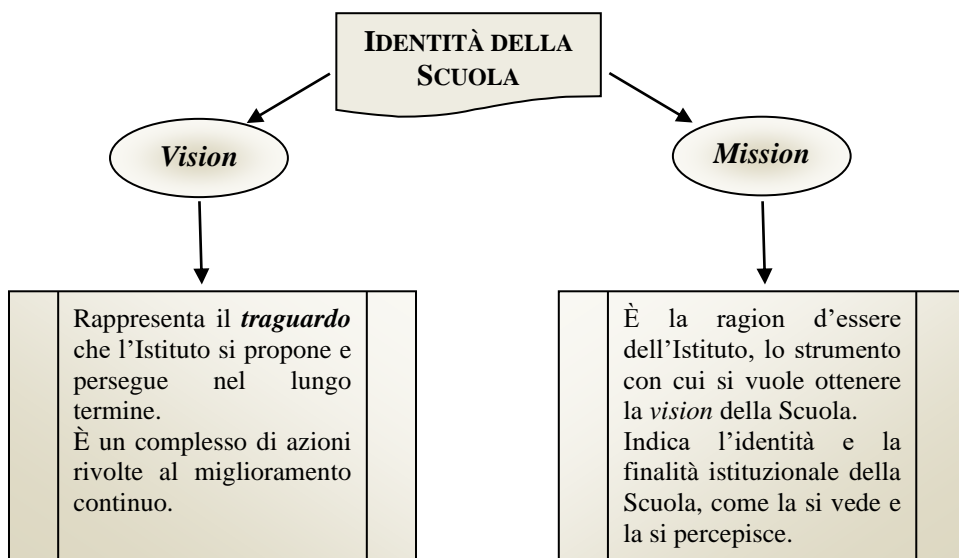 IDENTITÀ DELLA
SCUOLA
Vision
Mission
Rappresenta il traguardo
che l'Istituto si propone e
persegue nel lungo
termine.
È un complesso di azioni
rivolte al miglioramento
continuo.
È la ragion d'essere
dell'Istituto, lo strumento
con cui si vuole ottenere
la vision della Scuola.
Indica l'identità e la
finalità istituzionale della
Scuola, come la si vede e
la si percepisce.